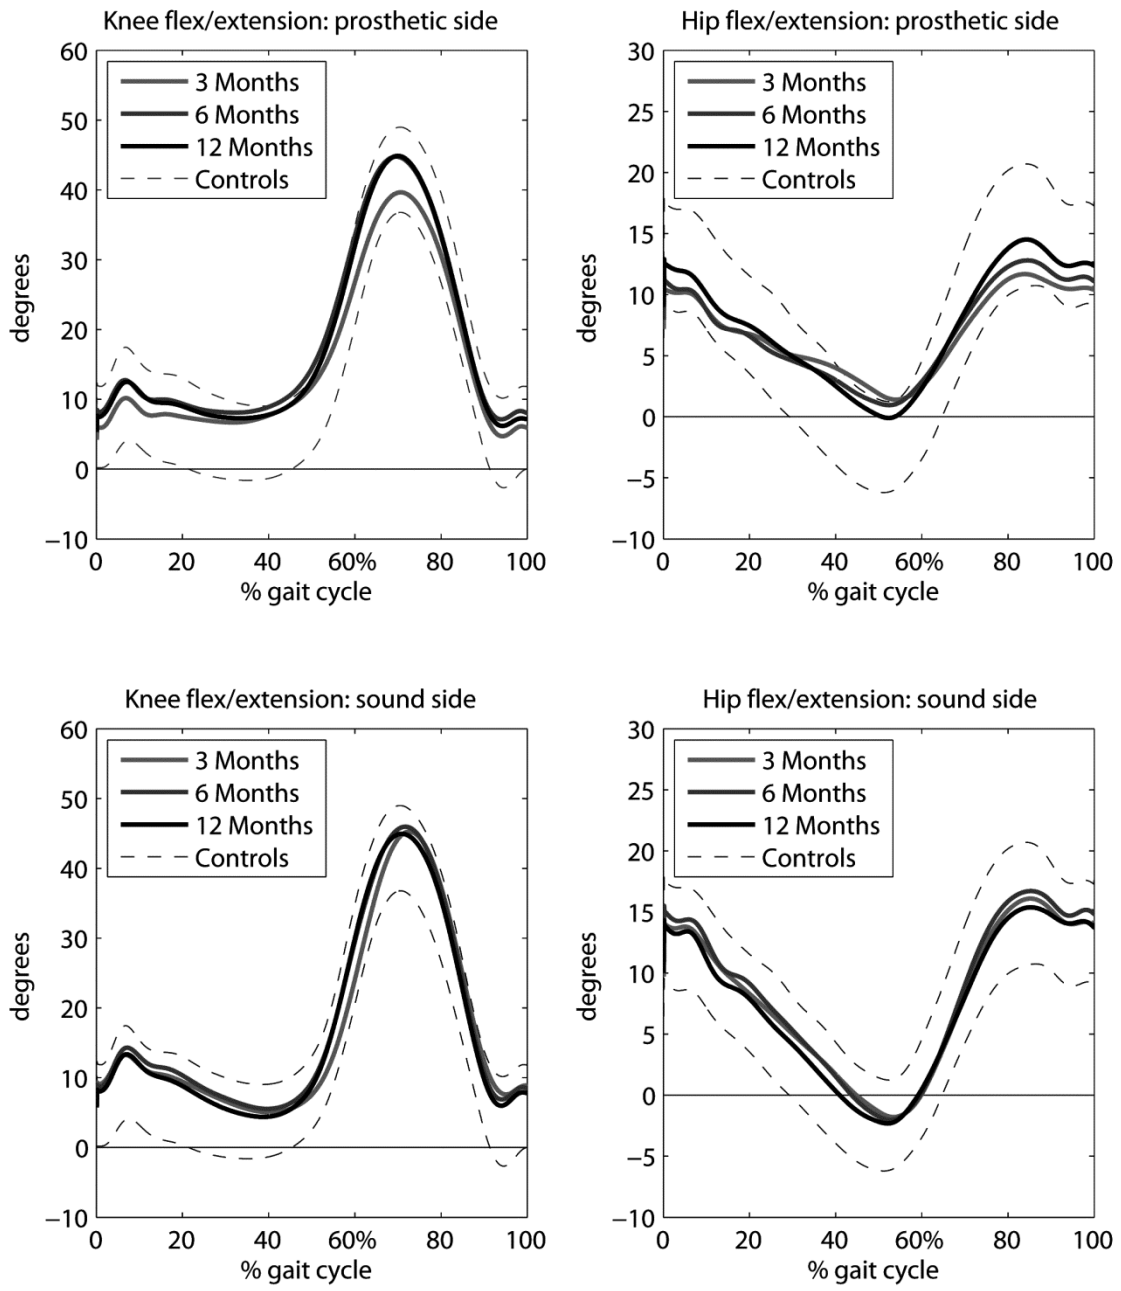 Knee flex/extension: prosthetic side
60
50
40
30
20
10
0
−10
degrees
3 Months
6 Months
12 Months
Controls
0 20 40 60% 80 100
% gait cycle
Hip flex/extension: prosthetic side
30
25
20
15
10
5
0
−5
−10
degrees
3 Months
6 Months
12 Months
Controls
0 20 40 60% 80 100
% gait cycle
Knee flex/extension: sound side
60
50
40
30
20
10
0
−10
degrees
3 Months
6 Months
12 Months
Controls
0 20 40 60% 80 100
% gait cycle
Hip flex/extension: sound side
30
25
20
15
10
5
0
−5
−10
degrees
3 Months
6 Months
12 Months
Controls
0 20 40 60% 80 100
% gait cycle